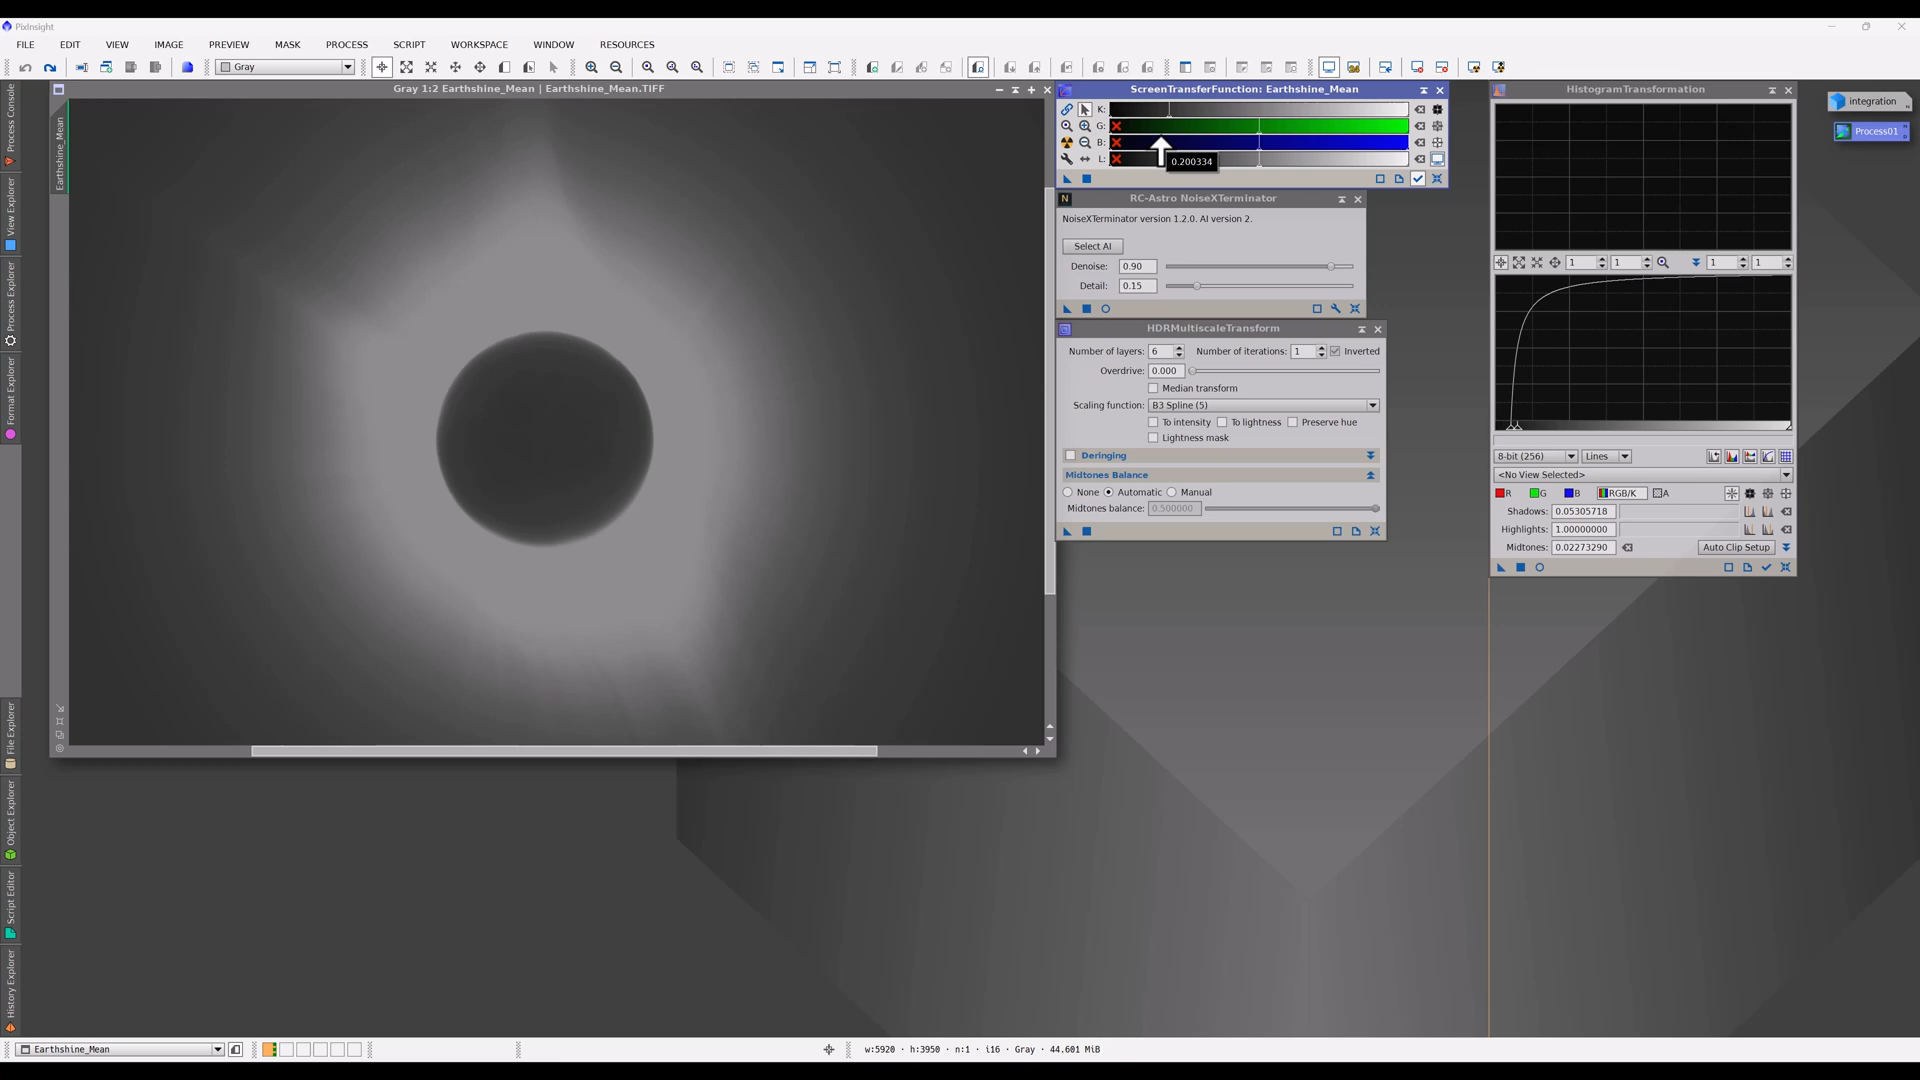 PixInsight
FILE EDIT VIEW IMAGE PREVIEW MASK PROCESS SCRIPT WORKSPACE WINDOW RESOURCES
Gray
Process Console
View Explorer
Process Explorer
Format Explorer
File Explorer
Object Explorer
Script Editor
History Explorer
Gray 1:2 Earthshine_Mean | Earthshine_Mean.TIFF
Earthshine_Mean
ScreenTransferFunction: Earthshine_Mean
K:
G:
B:
L:
0.200334
RC-Astro NoiseXTerminator
N
NoiseXTerminator version 1.2.0. AI version 2.
Select AI
Denoise: 0.90
Detail: 0.15
HDRMultiscaleTransform
Number of layers: 6 Number of iterations: 1 Inverted
Overdrive: 0.000
Median transform
Scaling function: B3 Spline (5)
To intensity To lightness Preserve hue
Lightness mask
Deringing
Midtones Balance
None Automatic Manual
Midtones balance: 0.500000
HistogramTransformation
1 1 1 1
8-bit (256) Lines
<No View Selected>
R G B RGB/K A
Shadows: 0.05305718
Highlights: 1.00000000
Midtones: 0.02273290 Auto Clip Setup
integration
Process01
Earthshine_Mean
w:5920 · h:3950 · n:1 · i16 · Gray · 44.601 MiB